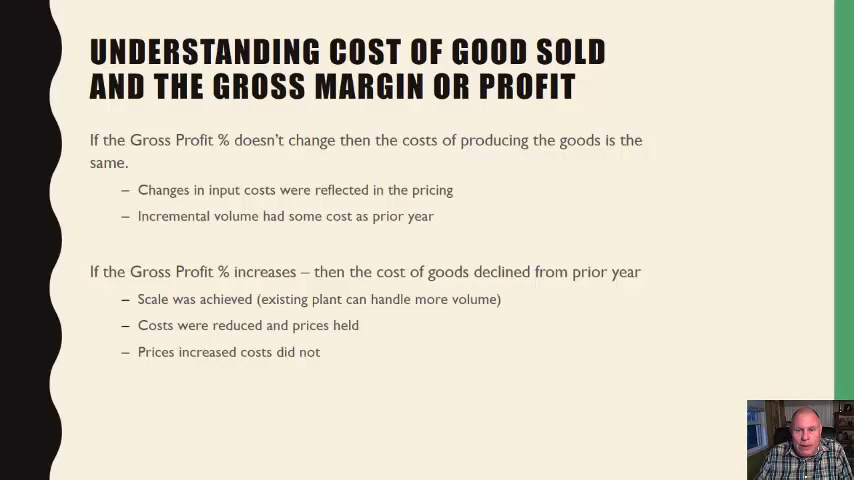 UNDERSTANDING COST OF GOOD SOLD
AND THE GROSS MARGIN OR PROFIT
If the Gross Profit % doesn't change then the costs of producing the goods is the
same.
– Changes in input costs were reflected in the pricing
– Incremental volume had some cost as prior year
If the Gross Profit % increases – then the cost of goods declined from prior year
– Scale was achieved (existing plant can handle more volume)
– Costs were reduced and prices held
– Prices increased costs did not